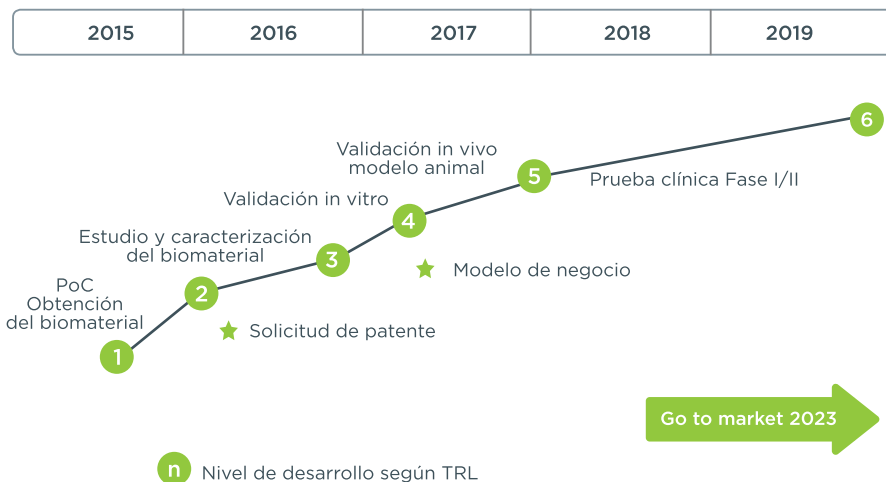 2015 2016 2017 2018 2019
6
Validación in vivo
modelo animal
5
Prueba clínica Fase I/II
Validación in vitro
4
Estudio y caracterización
del biomaterial
3
Modelo de negocio
PoC
Obtención
del biomaterial
2
Solicitud de patente
1
Go to market 2023
n Nivel de desarrollo según TRL